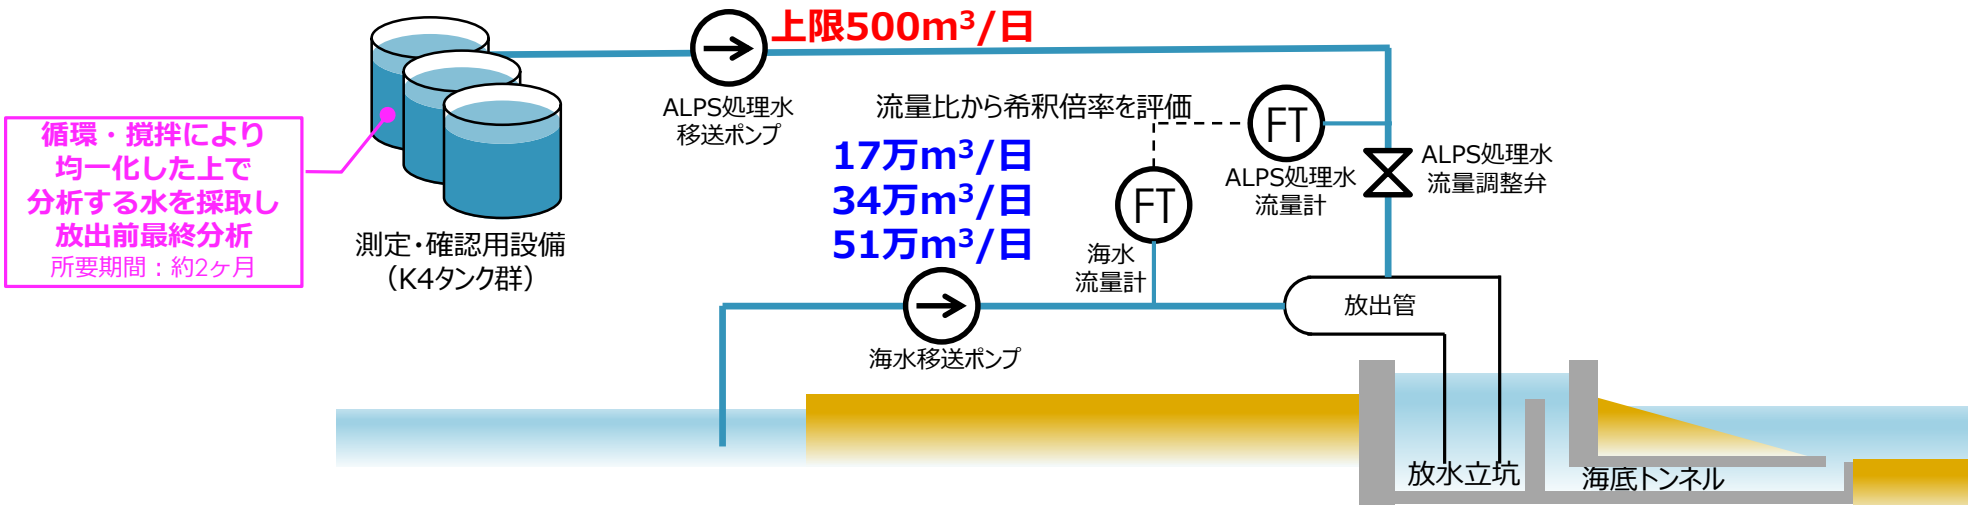 上限500m³/日
ALPS処理水
移送ポンプ
循環・撹拌により
均一化した上で
分析する水を採取し
放出前最終分析
所要期間：約2ヶ月
測定・確認用設備
（K4タンク群）
流量比から希釈倍率を評価
17万m³/日
34万m³/日
51万m³/日
FT
ALPS処理水
流量計
ALPS処理水
流量調整弁
FT
海水
流量計
海水移送ポンプ
放出管
放水立坑
海底トンネル